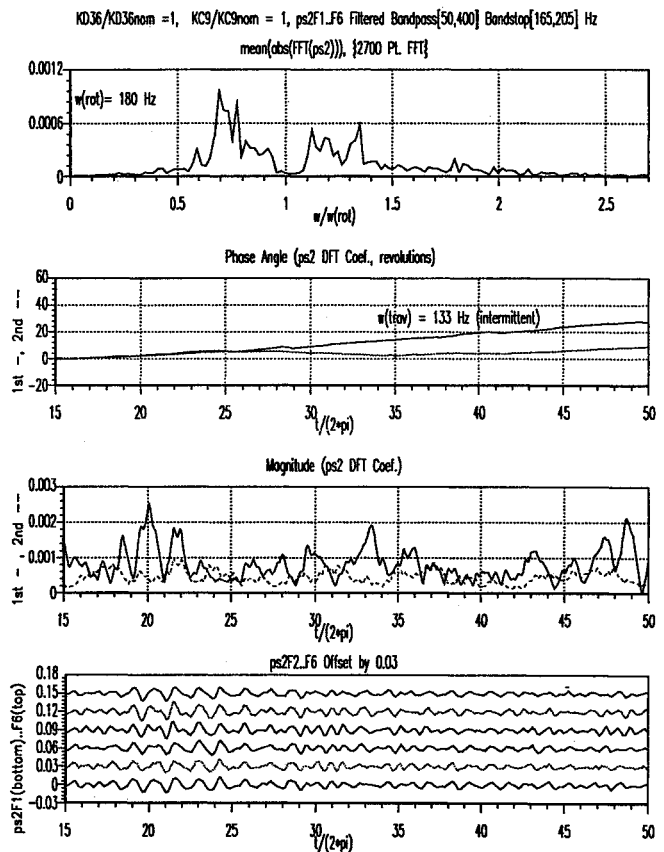 KD36/KD36nom =1, KC9/KC9nom = 1, ps2F1..F6 Filtered Bandpass[50,400] Bandstop[165,205] Hz
mean(abs(FFT(ps2))), {2700 Pt. FFT}
0.0012
0.0006
0
w(rot)= 180 Hz
0 0.5 1 1.5 2 2.5
w/w(rot)
Phase Angle (ps2 DFT Coef., revolutions)
1st -, 2nd --
60
40
20
0
-20
w(trav) = 133 Hz (intermittent)
15 20 25 30 35 40 45 50
t/(2*pi)
Magnitude (ps2 DFT Coef.)
1st - , 2nd --
0.003
0.002
0.001
0
15 20 25 30 35 40 45 50
t/(2*pi)
ps2F2..F6 Offset by 0.03
ps2F1(bottom)..F6(top)
0.18
0.15
0.12
0.09
0.06
0.03
0
-0.03
15 20 25 30 35 40 45 50
t/(2*pi)